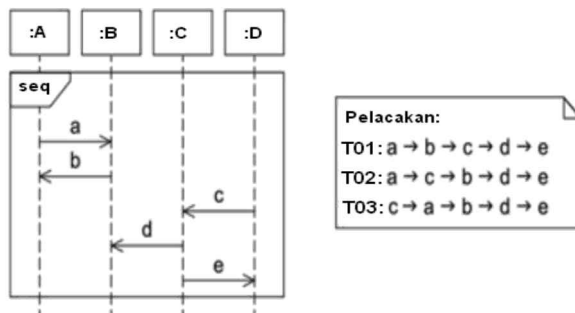 :A :B :C :D
seq
a
b
c
d
e
Pelacakan:
T01: a → b → c → d → e
T02: a → c → b → d → e
T03: c → a → b → d → e